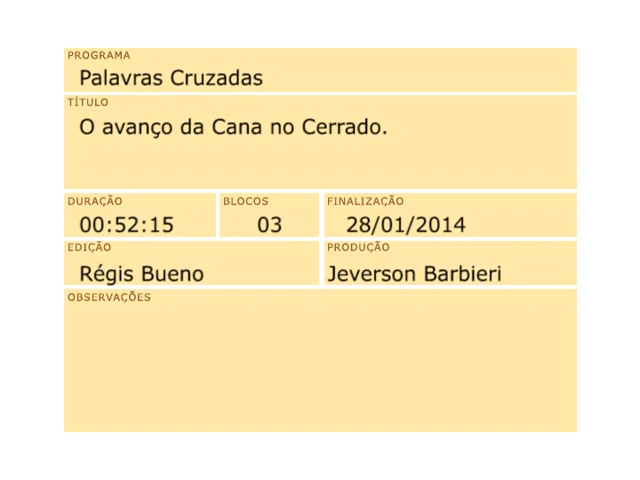 PROGRAMA
Palavras Cruzadas
TÍTULO
O avanço da Cana no Cerrado.
DURAÇÃO BLOCOS FINALIZAÇÃO
00:52:15 03 28/01/2014
EDIÇÃO PRODUÇÃO
Régis Bueno Jeverson Barbieri
OBSERVAÇÕES